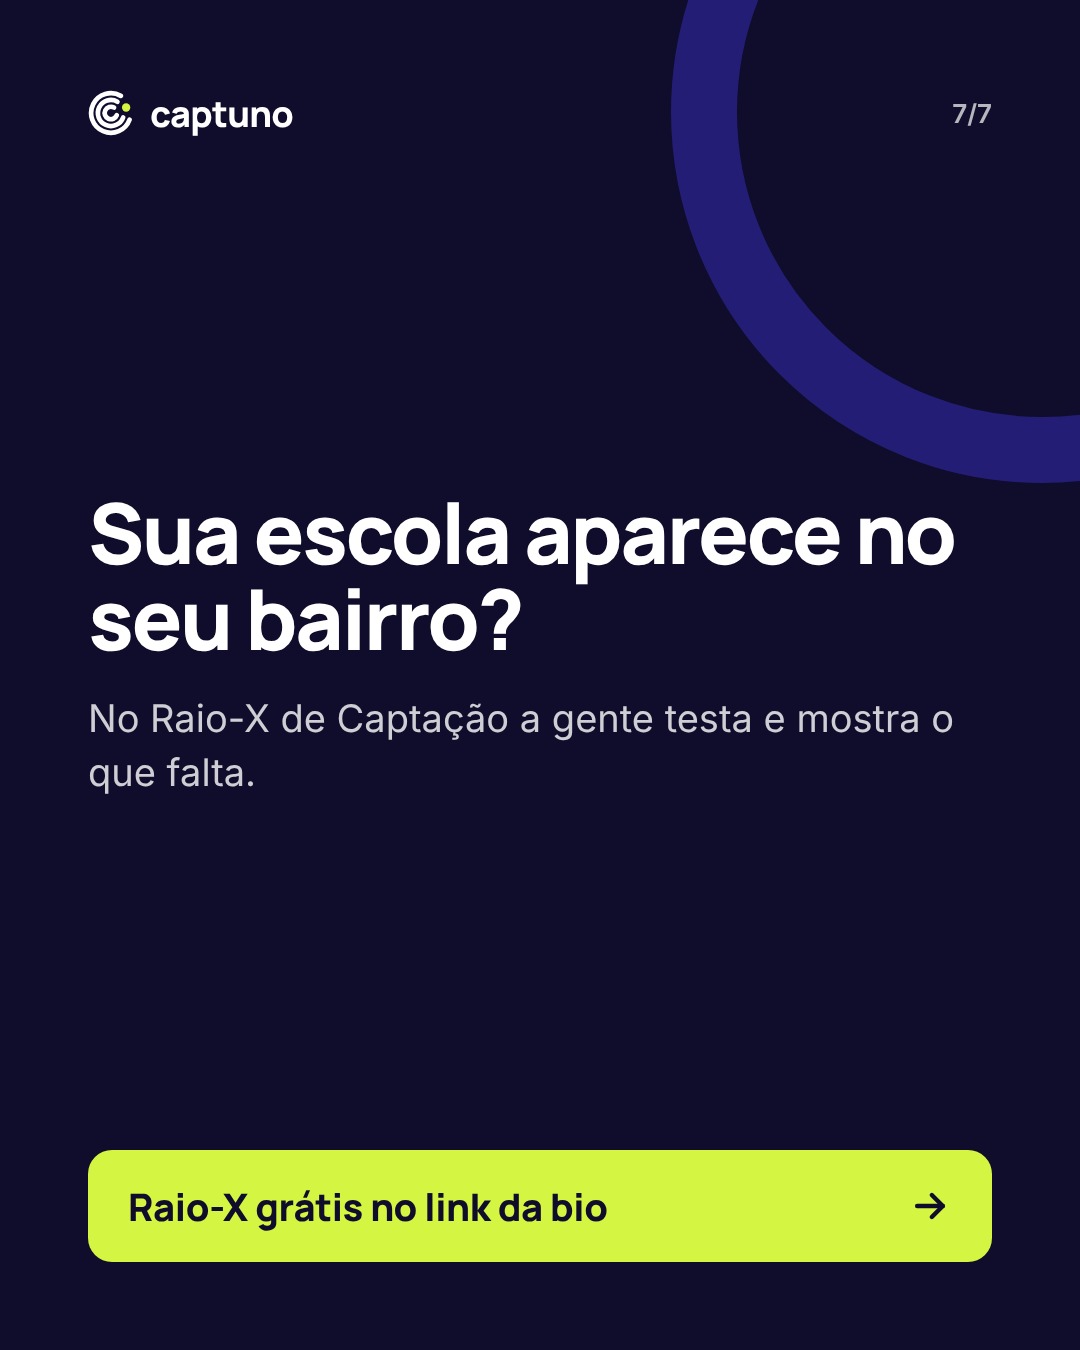 captuno
7/7
Sua escola aparece no
seu bairro?
No Raio-X de Captação a gente testa e mostra o
que falta.
Raio-X grátis no link da bio →